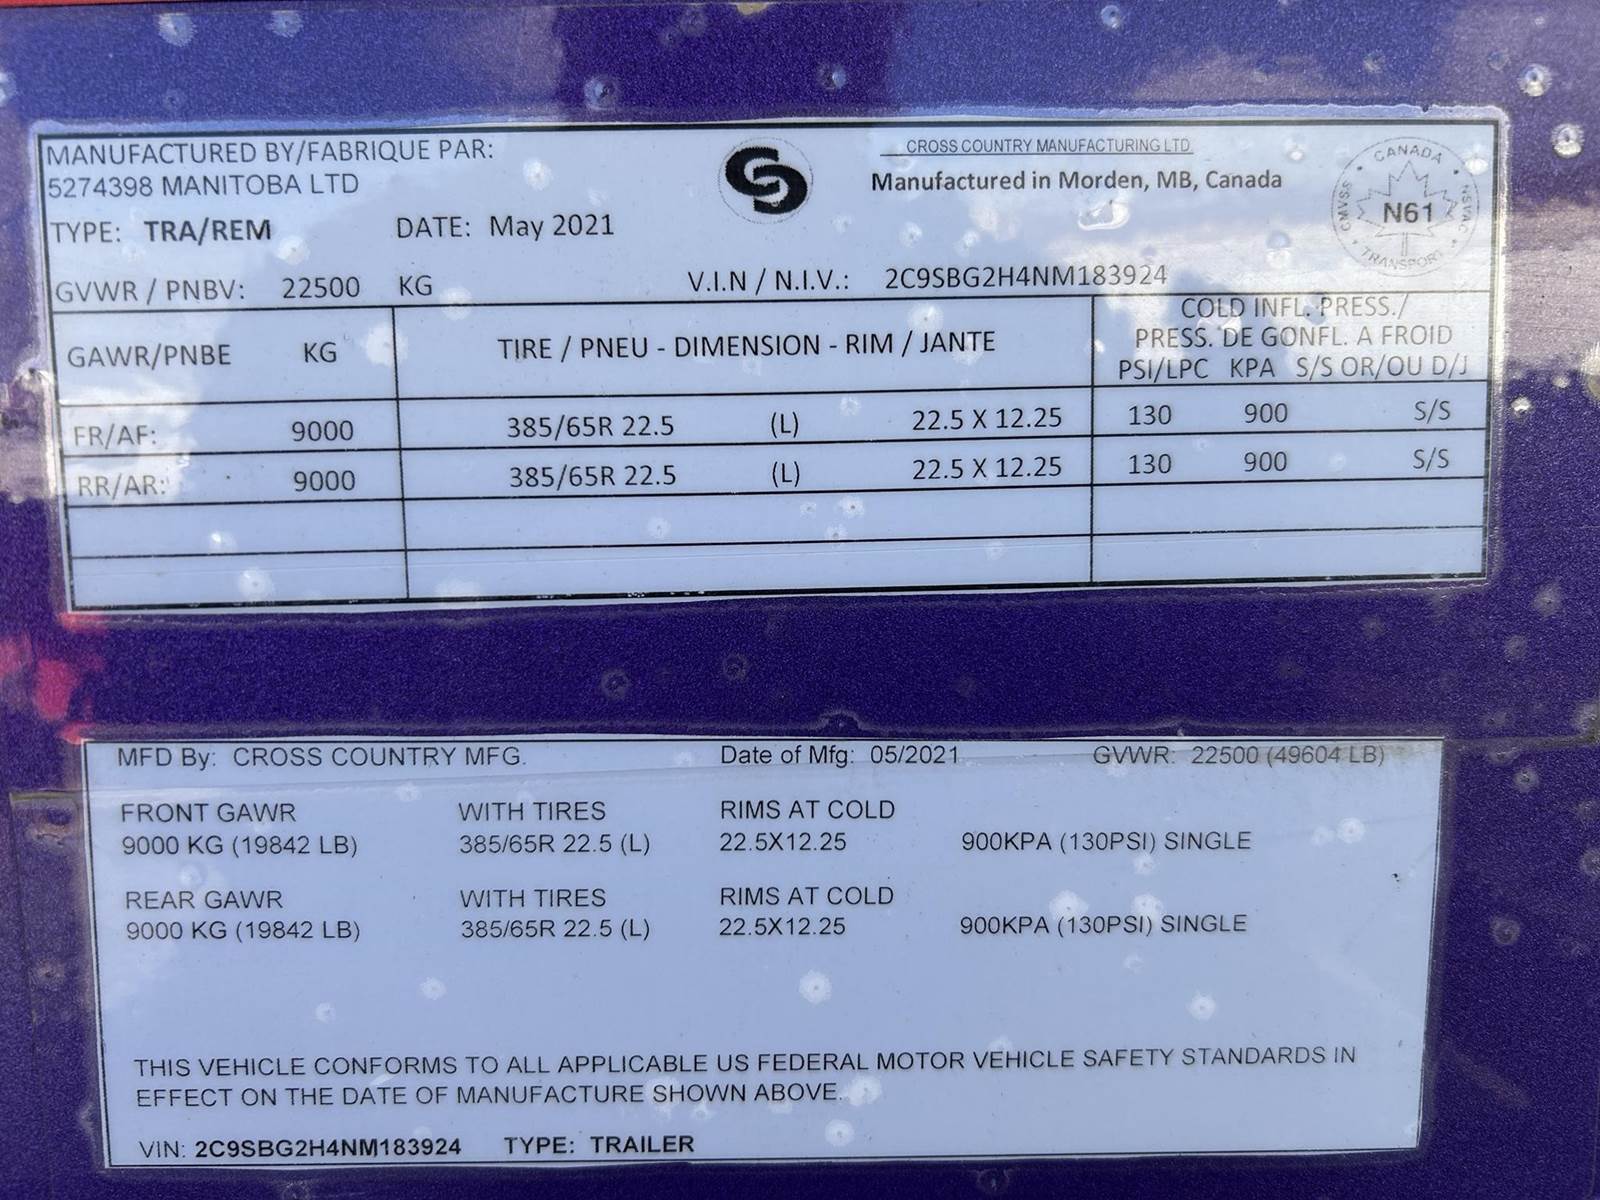 MANUFACTURED BY/FABRIQUE PAR:
5274398 MANITOBA LTD
CROSS COUNTRY MANUFACTURING LTD.
Manufactured in Morden, MB, Canada
CANADA
CMVSS
N61
NSVAC
TRANSPORT
TYPE: TRA/REM DATE: May 2021
GVWR / PNBV: 22500 KG V.I.N / N.I.V.: 2C9SBG2H4NM183924
GAWR/PNBE KG TIRE / PNEU - DIMENSION - RIM / JANTE
COLD INFL. PRESS./
PRESS. DE GONFL. A FROID
PSI/LPC KPA S/S OR/OU D/J
FR/AF: 9000 385/65R 22.5 (L) 22.5 X 12.25 130 900 S/S
RR/AR: 9000 385/65R 22.5 (L) 22.5 X 12.25 130 900 S/S
MFD By: CROSS COUNTRY MFG. Date of Mfg: 05/2021 GVWR: 22500 (49604 LB)
FRONT GAWR WITH TIRES RIMS AT COLD
9000 KG (19842 LB) 385/65R 22.5 (L) 22.5X12.25 900KPA (130PSI) SINGLE
REAR GAWR WITH TIRES RIMS AT COLD
9000 KG (19842 LB) 385/65R 22.5 (L) 22.5X12.25 900KPA (130PSI) SINGLE
THIS VEHICLE CONFORMS TO ALL APPLICABLE US FEDERAL MOTOR VEHICLE SAFETY STANDARDS IN
EFFECT ON THE DATE OF MANUFACTURE SHOWN ABOVE.
VIN: 2C9SBG2H4NM183924 TYPE: TRAILER